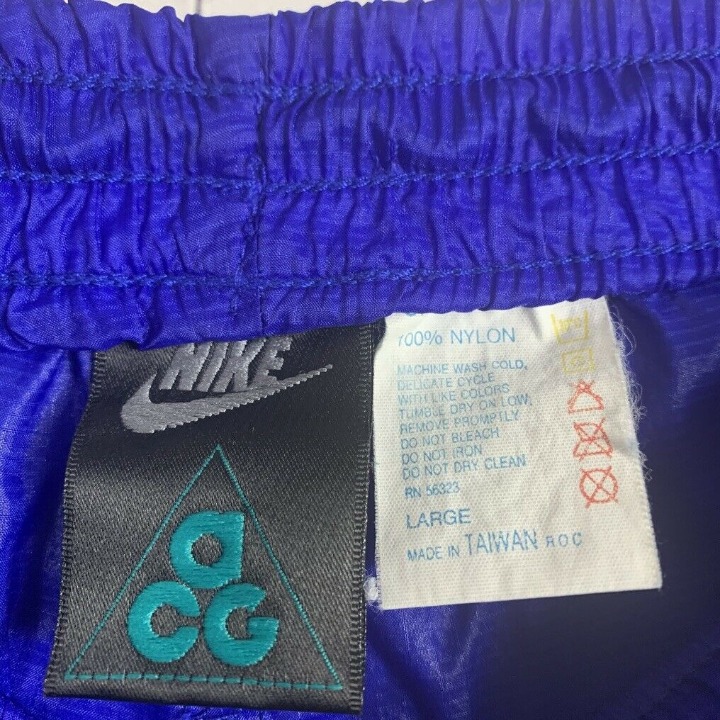 NIKE
a
CG
100% NYLON
MACHINE WASH COLD,
DELICATE CYCLE
WITH LIKE COLORS
TUMBLE DRY ON LOW,
REMOVE PROMPTLY
DO NOT BLEACH
DO NOT IRON
DO NOT DRY CLEAN
RN 56323
LARGE
MADE IN TAIWAN R O C